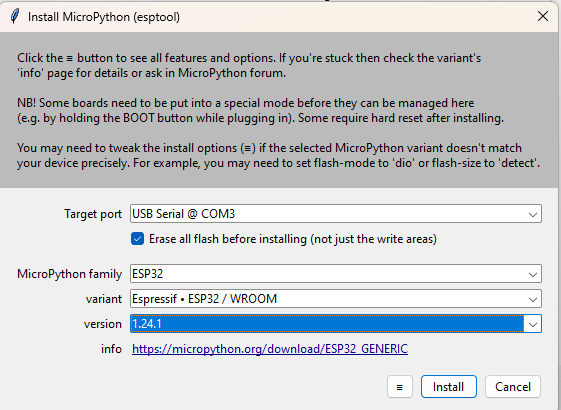 Install MicroPython (esptool)
Click the ≡ button to see all features and options. If you're stuck then check the variant's
'info' page for details or ask in MicroPython forum.
NB! Some boards need to be put into a special mode before they can be managed here
(e.g. by holding the BOOT button while plugging in). Some require hard reset after installing.
You may need to tweak the install options (≡) if the selected MicroPython variant doesn't match
your device precisely. For example, you may need to set flash-mode to 'dio' or flash-size to 'detect'.
Target port USB Serial @ COM3
Erase all flash before installing (not just the write areas)
MicroPython family ESP32
variant Espressif • ESP32 / WROOM
version 1.24.1
info https://micropython.org/download/ESP32_GENERIC
≡ Install Cancel